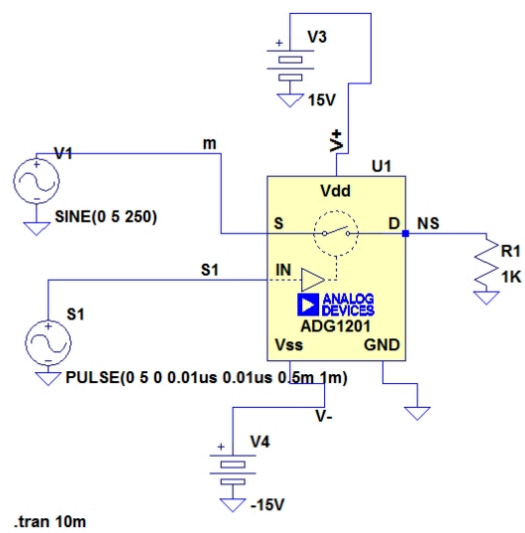 V3
+
15V
V+
V1
m
+
SINE(0 5 250)
U1
Vdd
S
D
NS
R1
1K
S1
IN
ANALOG
DEVICES
ADG1201
S1
+
Vss
GND
PULSE(0 5 0 0.01us 0.01us 0.5m 1m)
V-
V4
+
-15V
.tran 10m